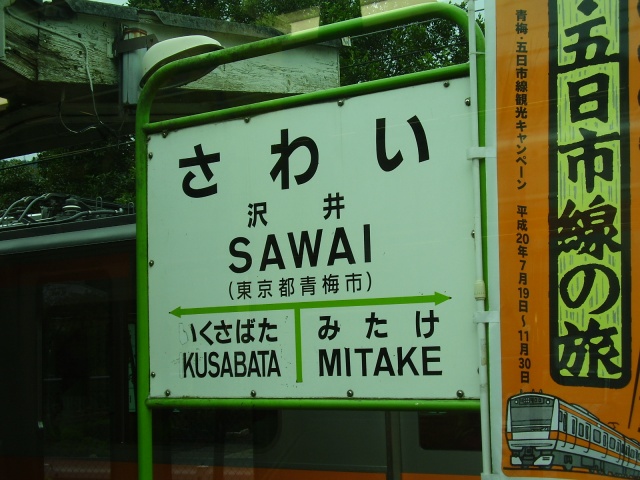 さわい
沢井
SAWAI
(東京都青梅市)
いくさばた
みたけ
KUSABATA
MITAKE
青梅・五日市線観光キャンペーン 平成20年7月19日～11月30日
・五日市線の旅